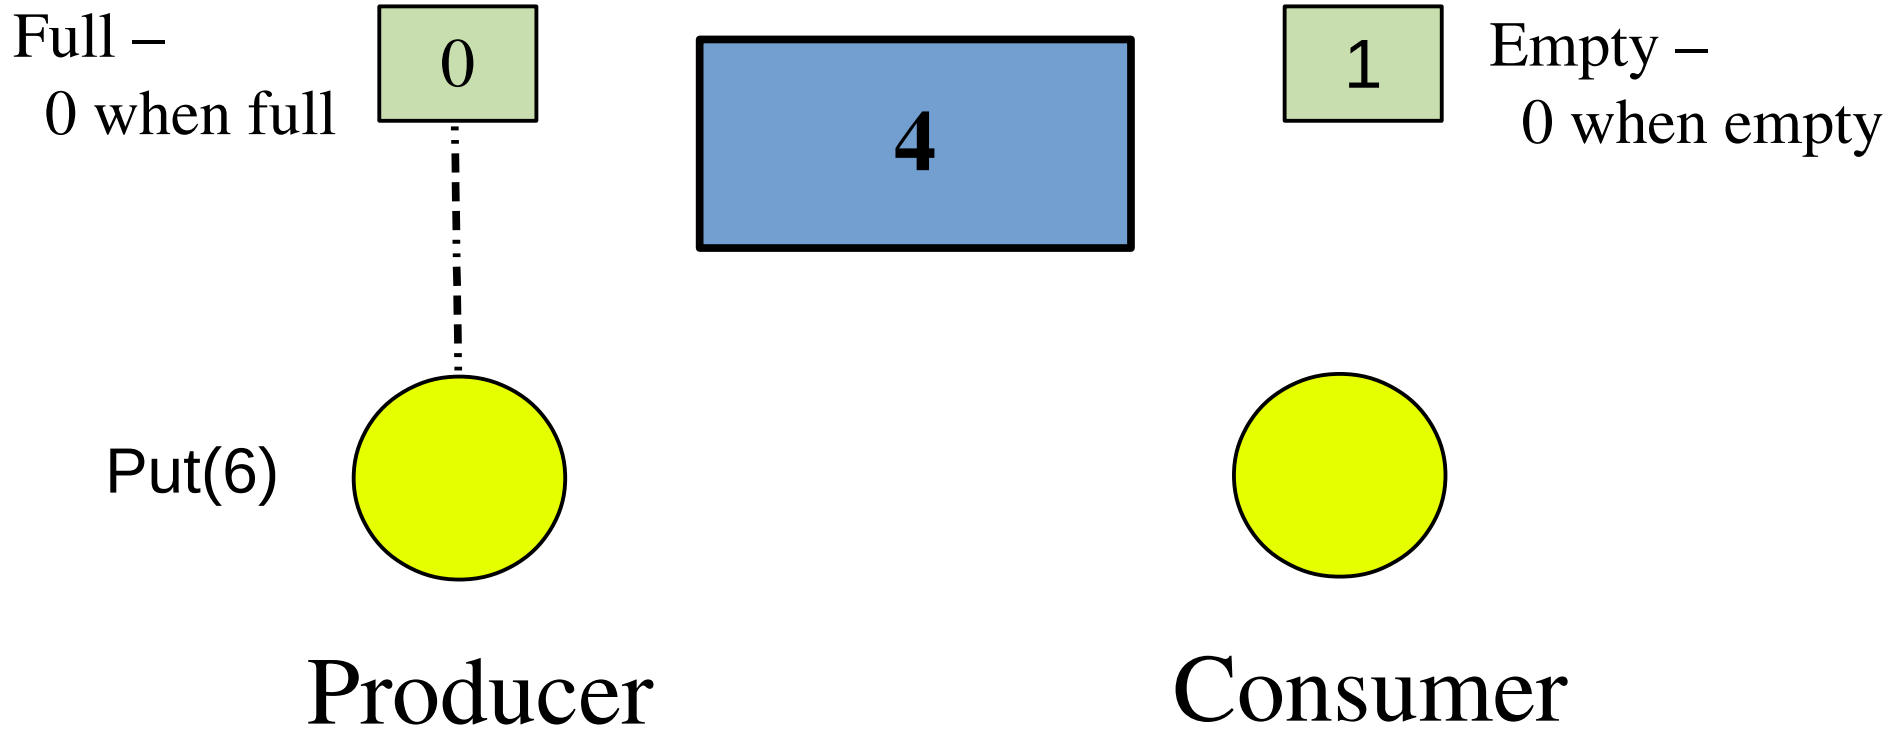 Full –
0 when full
0
4
1
Empty –
0 when empty
Put(6)
Producer
Consumer